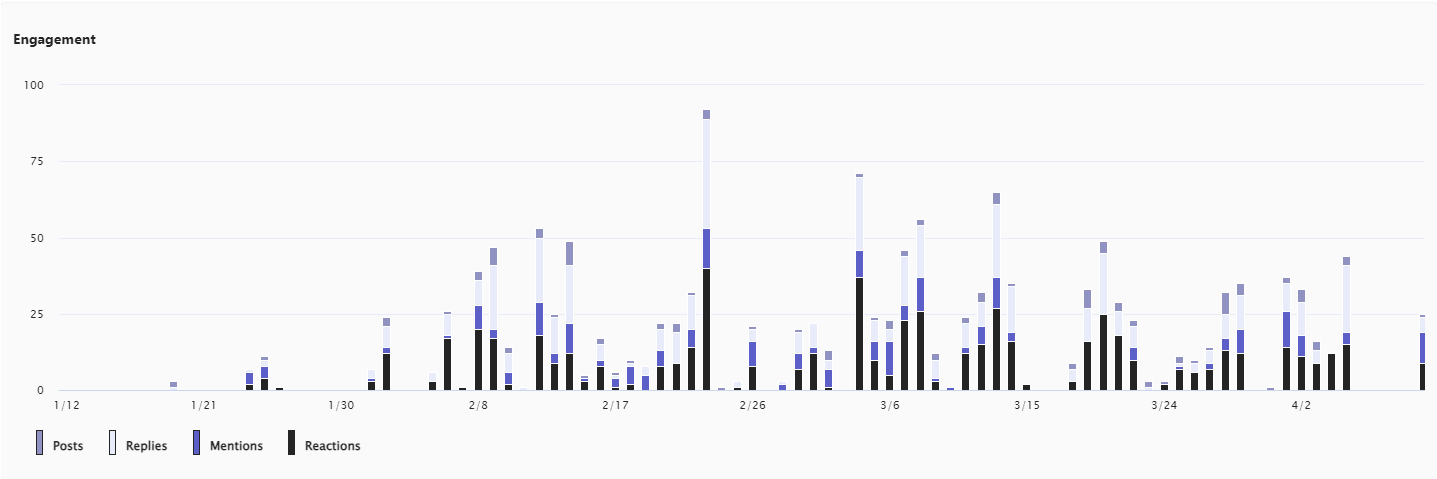 Engagement
100
75
50
25
0
1/12 1/21 1/30 2/8 2/17 2/26 3/6 3/15 3/24 4/2
Posts Replies Mentions Reactions